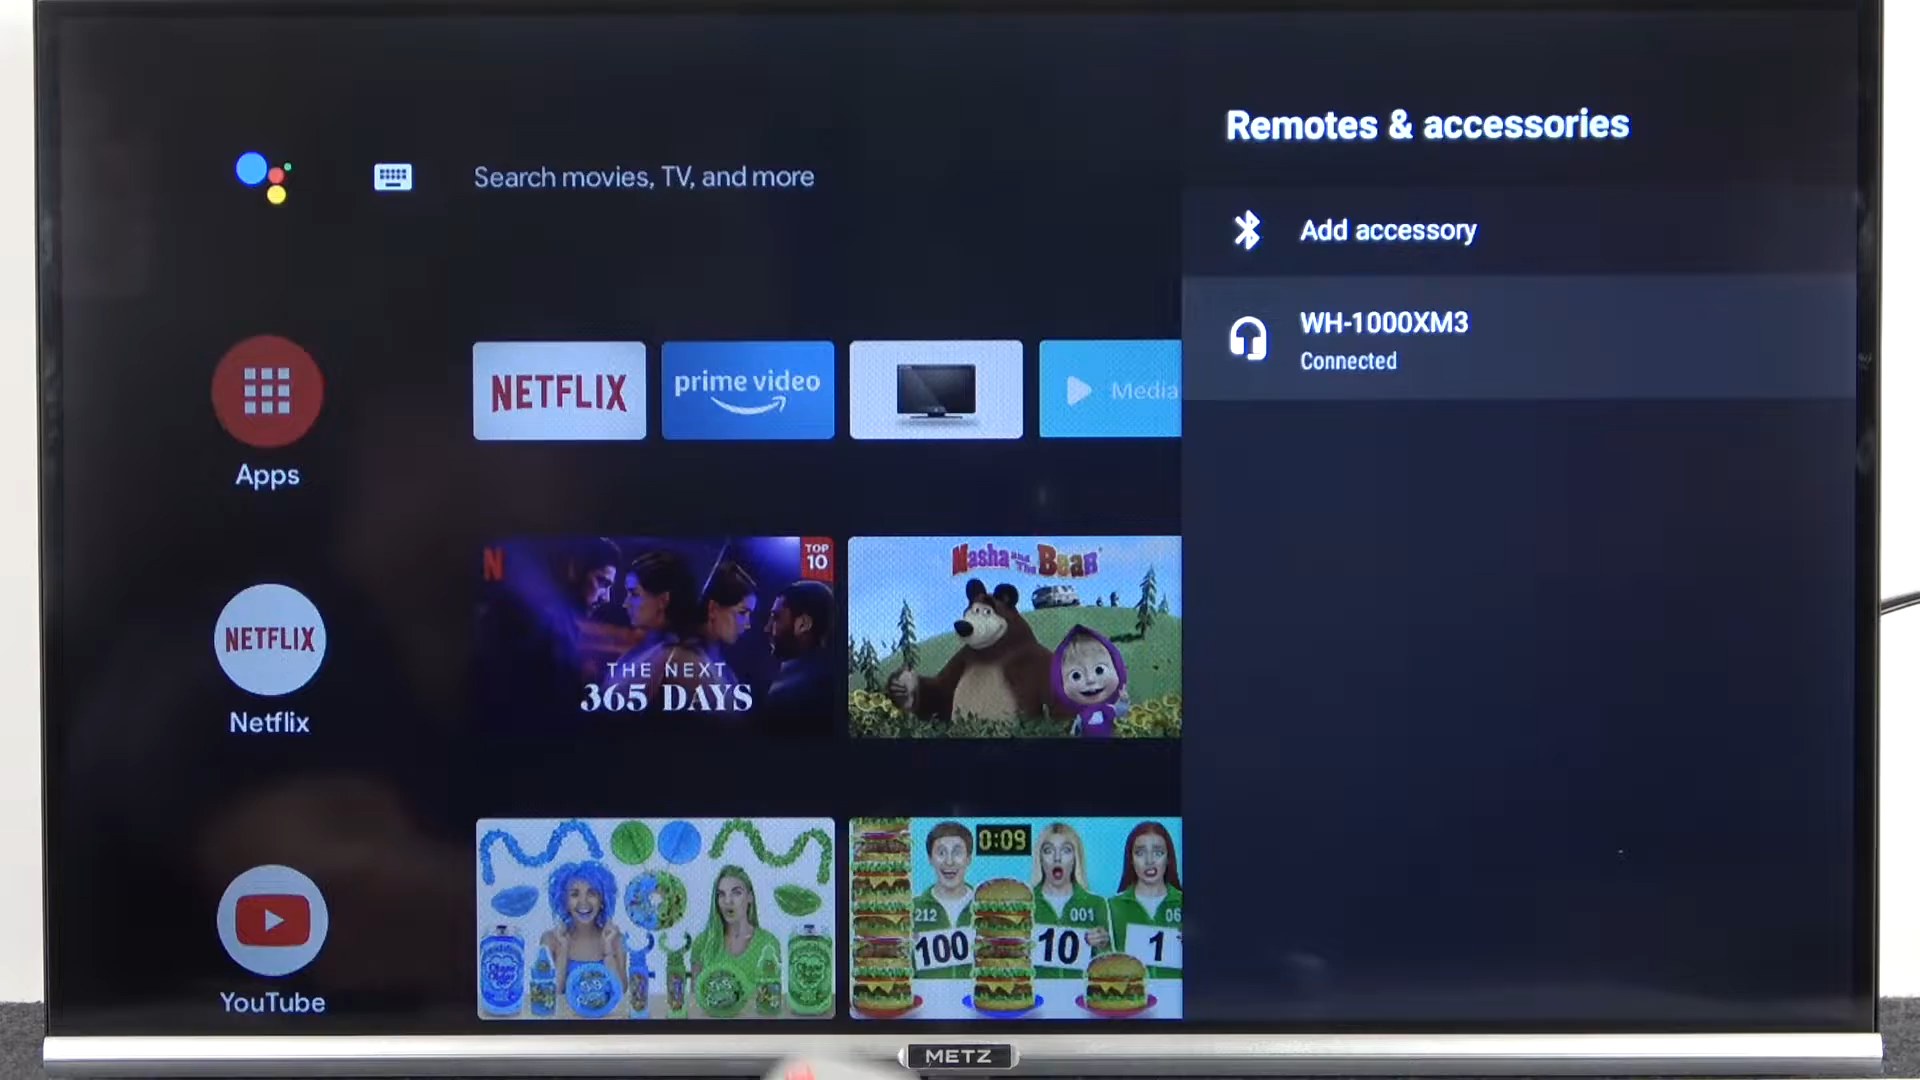 Remotes & accessories
Search movies, TV, and more
Add accessory
WH-1000XM3
Connected
NETFLIX
prime video
Media
Apps
N
TOP
10
THE NEXT
365 DAYS
Masha and The Bear
NETFLIX
Netflix
0:09
212
100
001
10
06
1
YouTube
METZ